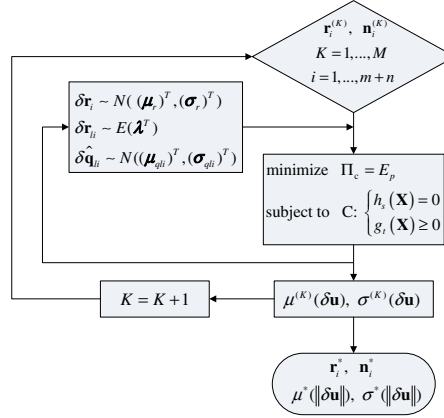 r_i^(K), n_i^(K)
K = 1,...,M
i = 1,...,m+n
δr_i ~ N( (μ_r)^T,(σ_r)^T)
δr_li ~ E(λ^T)
δq̂_li ~ N((μ_qli)^T,(σ_qli)^T)
minimize Π_c = E_p
subject to C: { h_s(X) = 0
g_t(X) ≥ 0
K = K+1
μ^(K)(δu), σ^(K)(δu)
r_i^*, n_i^*
μ^*(‖δu‖), σ^*(‖δu‖)